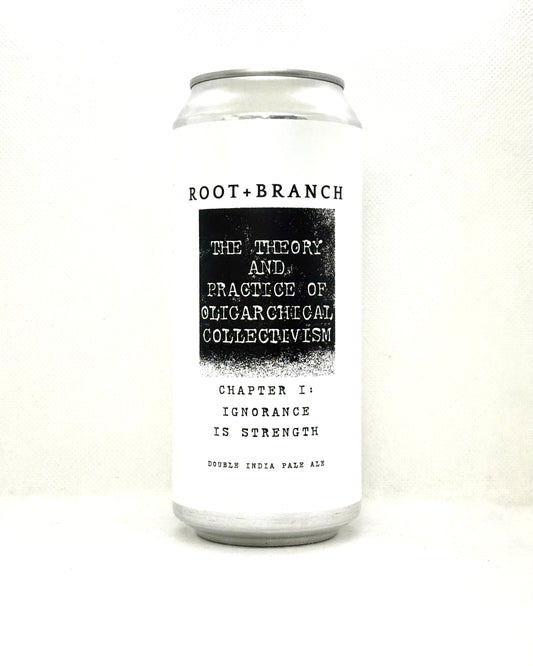 ROOT+BRANCH
THE THEORY
AND
PRACTICE OF
OLIGARCHICAL
COLLECTIVISM
CHAPTER I:
IGNORANCE
IS STRENGTH
DOUBLE INDIA PALE ALE